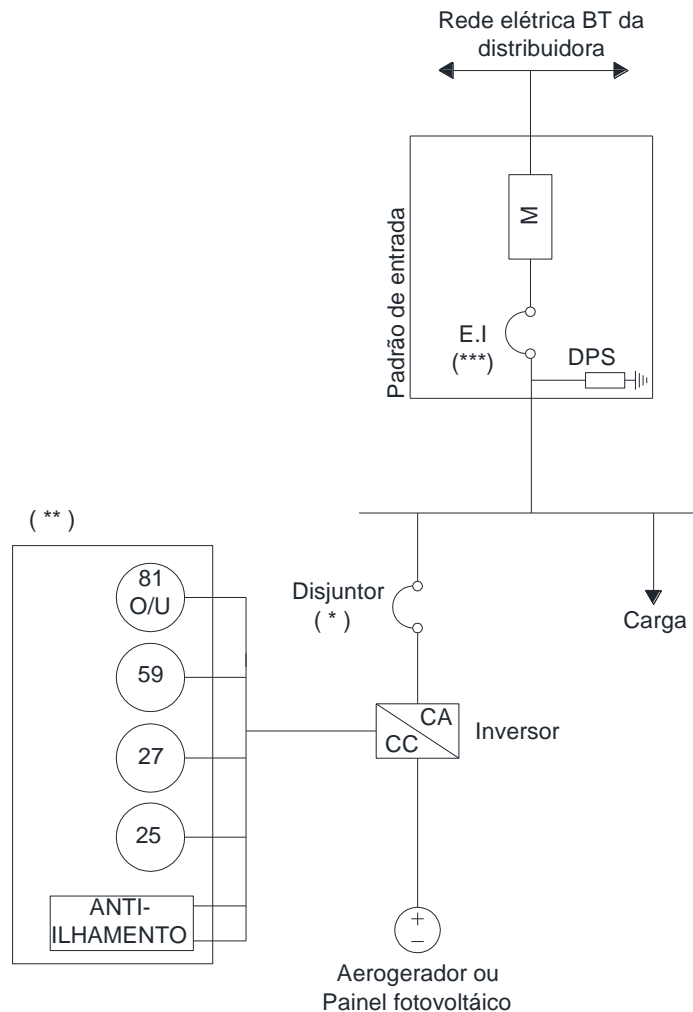 Rede elétrica BT da
distribuidora
Padrão de entrada
M
E.I
(***)
DPS
( ** )
81
O/U
59
27
25
ANTI-
ILHAMENTO
Disjuntor
( * )
Carga
CA
CC
Inversor
+
−
Aerogerador ou
Painel fotovoltáico